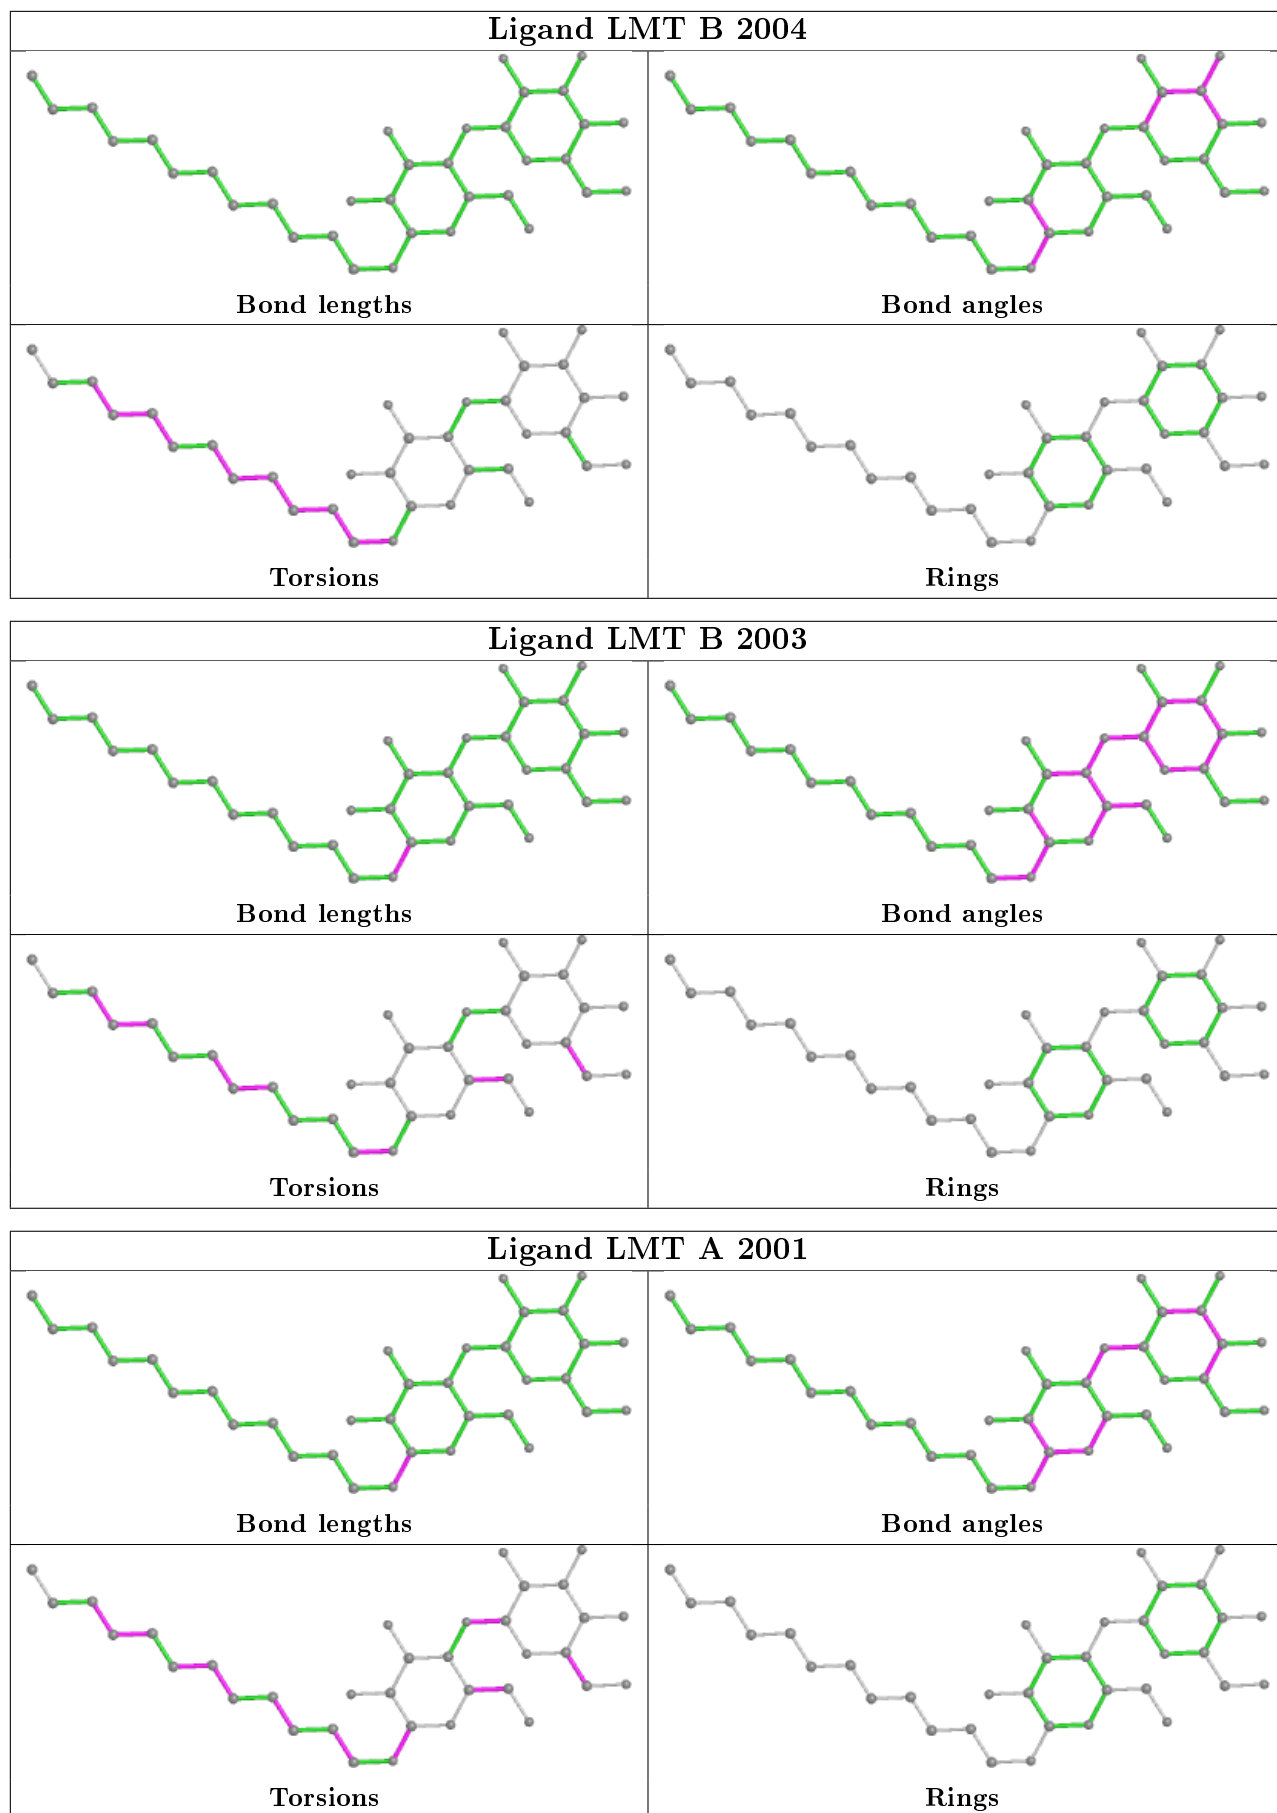 Ligand LMT B 2004
Bond lengths
Bond angles
Torsions
Rings
Ligand LMT B 2003
Bond lengths
Bond angles
Torsions
Rings
Ligand LMT A 2001
Bond lengths
Bond angles
Torsions
Rings